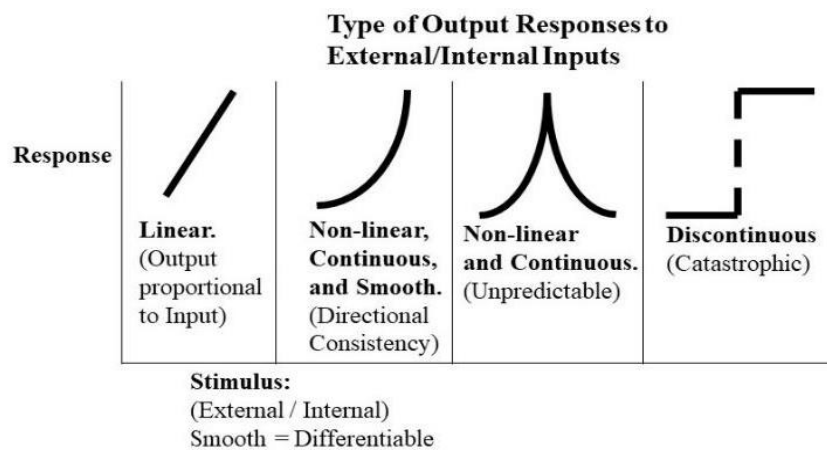 Type of Output Responses to
External/Internal Inputs
Response
Linear.
(Output
proportional
to Input)
Non-linear,
Continuous,
and Smooth.
(Directional
Consistency)
Non-linear
and Continuous.
(Unpredictable)
Discontinuous
(Catastrophic)
Stimulus:
(External / Internal)
Smooth = Differentiable